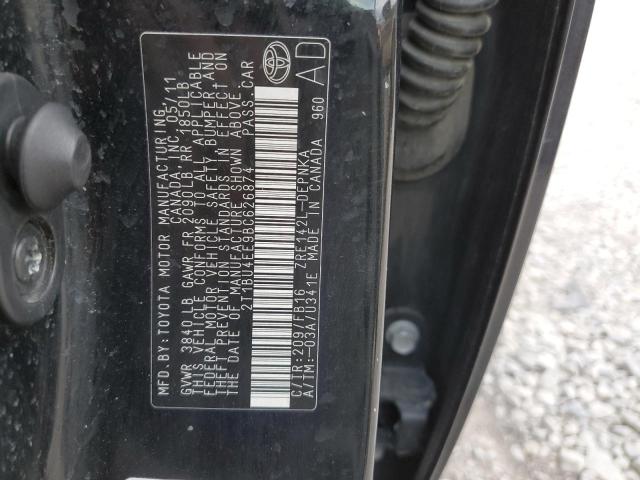 MFD. BY: TOYOTA MOTOR MANUFACTURING,
CANADA, INC. 05/11
GVWR 3840LB GAWR FR 2090LB RR 1850LB
THIS VEHICLE CONFORMS TO ALL APPLICABLE
FEDERAL MOTOR VEHICLE SAFETY, BUMPER, AND
THEFT PREVENTION STANDARDS IN EFFECT ON
THE DATE OF MANUFACTURE SHOWN ABOVE.
2T1BU4EE9BC626874 PASS. CAR
C/TR: 209/FB16 ZRE142L-DEPNKA
A/TM: -03A/U341E MADE IN CANADA 960
AD